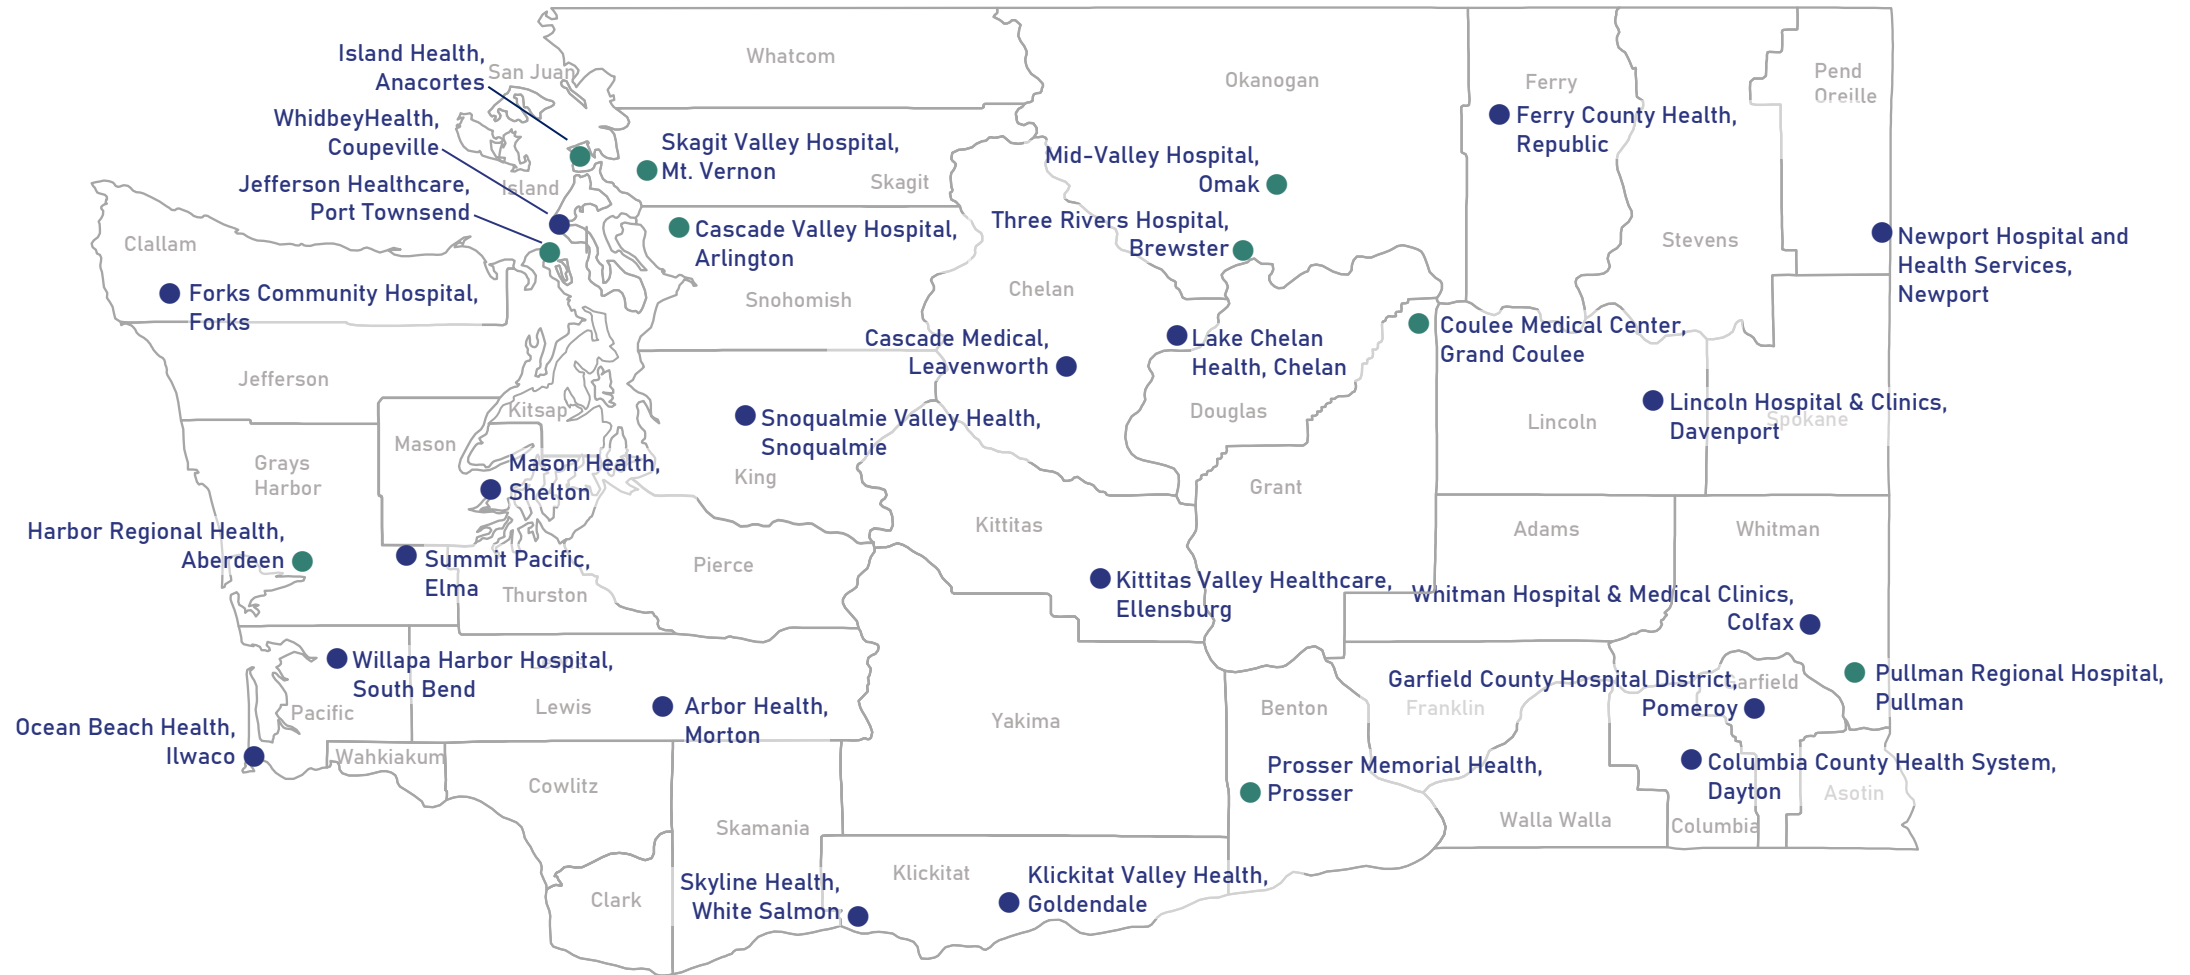 Island Health,
Anacortes
San Juan
Whatcom
Okanogan
Ferry
Pend
Oreille
WhidbeyHealth,
Coupeville
Ferry County Health,
Republic
Skagit Valley Hospital,
Mt. Vernon
Skagit
Mid-Valley Hospital,
Omak
Jefferson Healthcare,
Port Townsend
Island
Cascade Valley Hospital,
Arlington
Three Rivers Hospital,
Brewster
Stevens
Newport Hospital and
Health Services,
Newport
Clallam
Forks Community Hospital,
Forks
Snohomish
Chelan
Cascade Medical,
Leavenworth
Lake Chelan
Health, Chelan
Coulee Medical Center,
Grand Coulee
Jefferson
Kitsap
Snoqualmie Valley Health,
Snoqualmie
Douglas
Lincoln
Lincoln Hospital & Clinics,
Davenport
Spokane
Mason
Grays
Harbor
Mason Health,
Shelton
King
Grant
Harbor Regional Health,
Aberdeen
Summit Pacific,
Elma
Thurston
Pierce
Kittitas
Kittitas Valley Healthcare,
Ellensburg
Adams
Whitman
Whitman Hospital & Medical Clinics,
Colfax
Willapa Harbor Hospital,
South Bend
Pacific
Lewis
Arbor Health,
Morton
Yakima
Benton
Franklin
Garfield County Hospital District,
Pomeroy
Garfield
Pullman Regional Hospital,
Pullman
Ocean Beach Health,
Ilwaco
Wahkiakum
Cowlitz
Prosser Memorial Health,
Prosser
Columbia County Health System,
Dayton
Asotin
Skamania
Walla Walla
Columbia
Clark
Skyline Health,
White Salmon
Klickitat
Klickitat Valley Health,
Goldendale